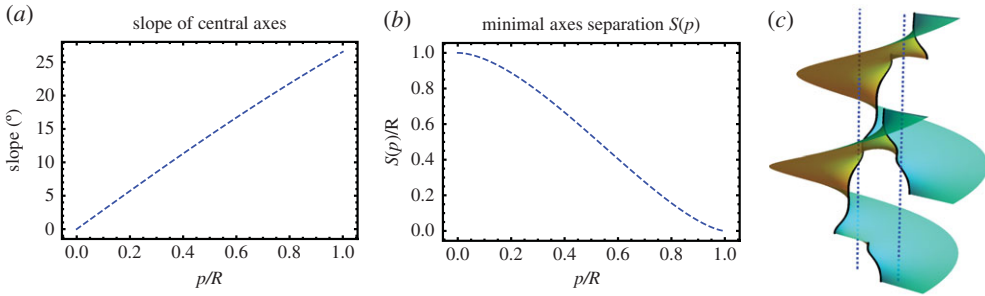 (a)
slope of central axes
25
20
15
10
5
0
slope (º)
0.0 0.2 0.4 0.6 0.8 1.0
p/R
(b)
minimal axes separation S(p)
1.0
0.8
0.6
0.4
0.2
0.0
S(p)/R
0.0 0.2 0.4 0.6 0.8 1.0
p/R
(c)